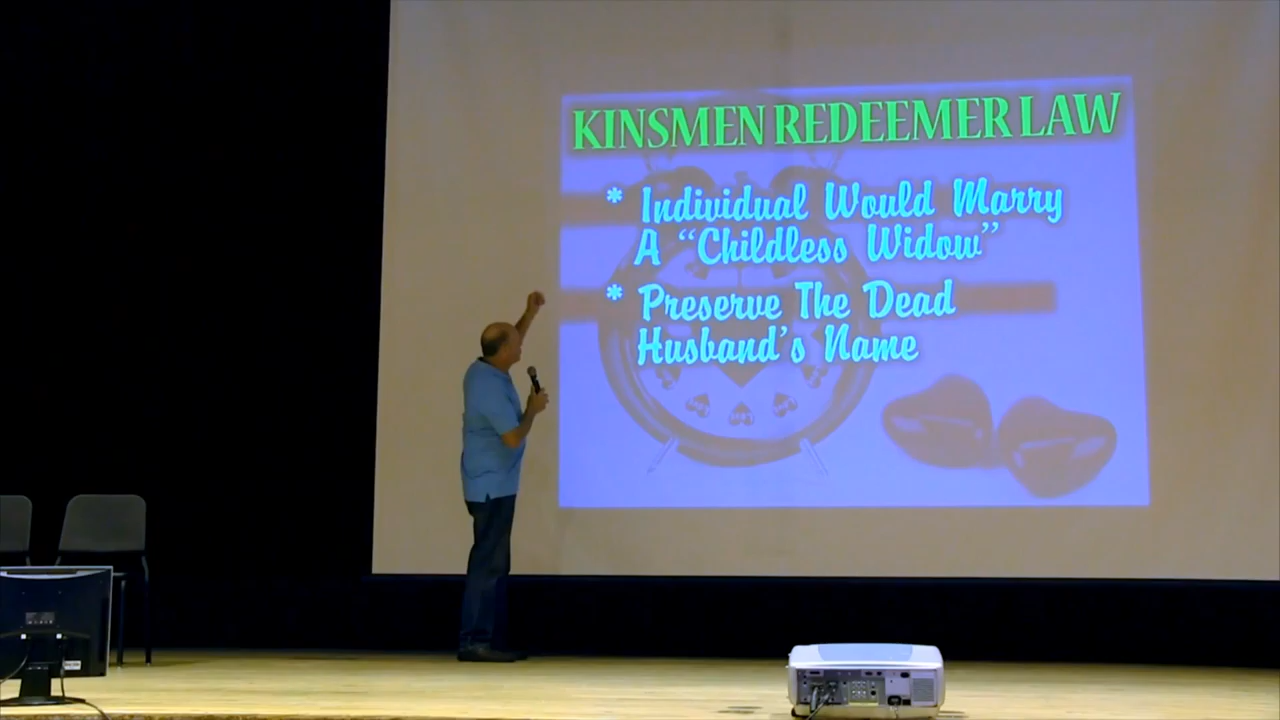 KINSMEN REDEEMER LAW
* Individual Would Marry
A “Childless Widow”
* Preserve The Dead
Husband’s Name